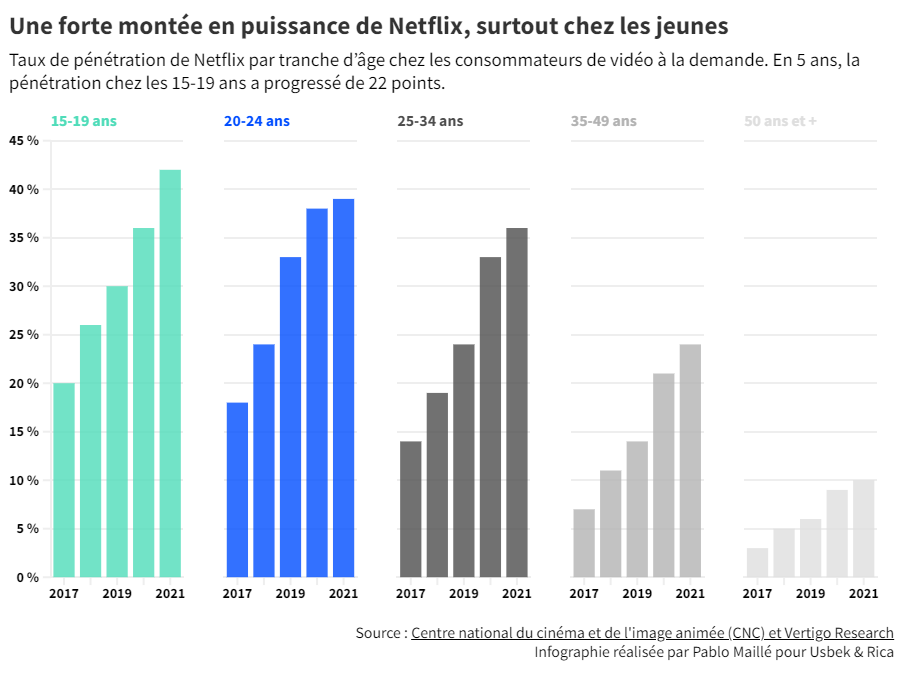 Une forte montée en puissance de Netflix, surtout chez les jeunes
Taux de pénétration de Netflix par tranche d’âge chez les consommateurs de vidéo à la demande. En 5 ans, la
pénétration chez les 15-19 ans a progressé de 22 points.
15-19 ans 20-24 ans 25-34 ans 35-49 ans 50 ans et +
45 %
40 %
35 %
30 %
25 %
20 %
15 %
10 %
5 %
0 %
2017 2019 2021 2017 2019 2021 2017 2019 2021 2017 2019 2021 2017 2019 2021
Source : Centre national du cinéma et de l'image animée (CNC) et Vertigo Research
Infographie réalisée par Pablo Maillé pour Usbek & Rica